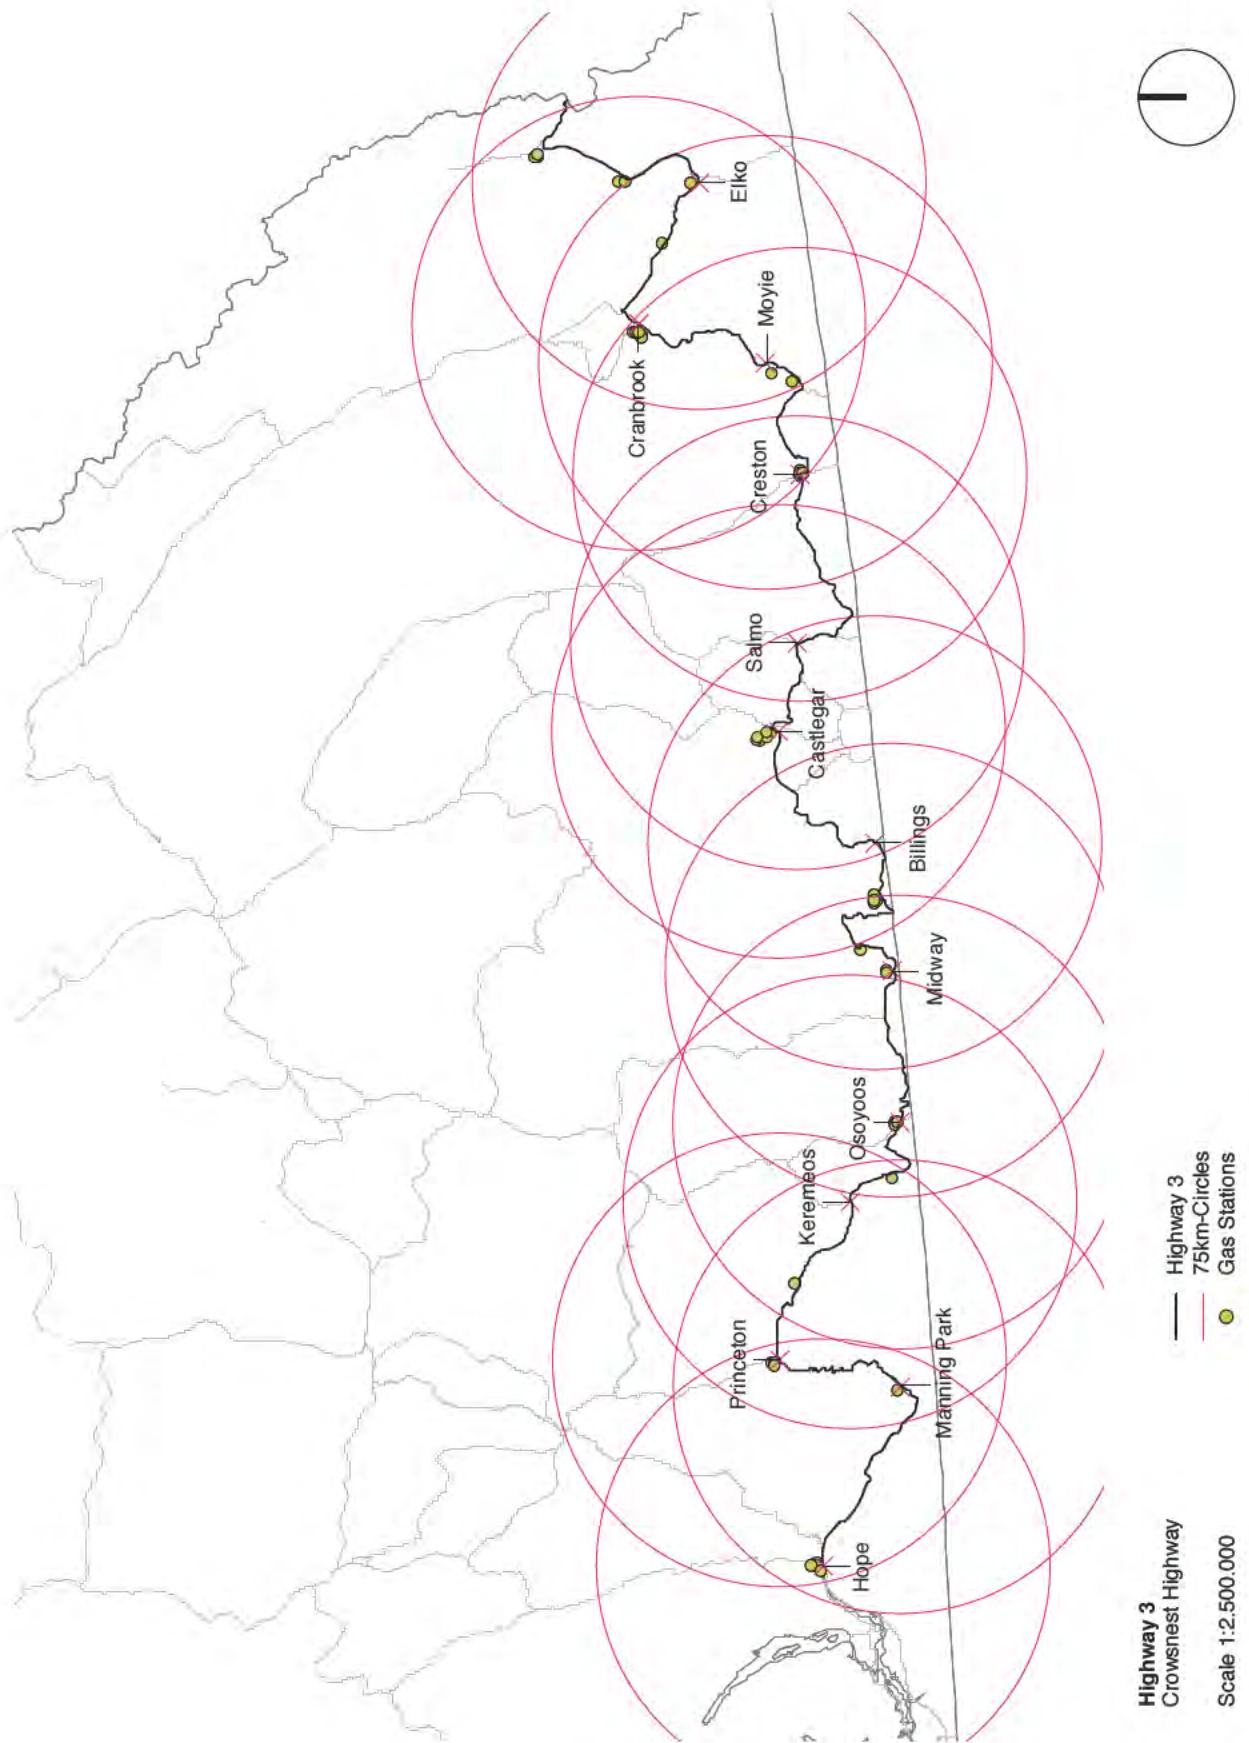 Elko
Moyie
Cranbrook
Creston
Salmo
Castlegar
Billings
Midway
Osoyoos
Keremeos
Princeton
Manning Park
Hope
Highway 3
Crowsnest Highway
Scale 1:2.500.000
Highway 3
75km-Circles
Gas Stations